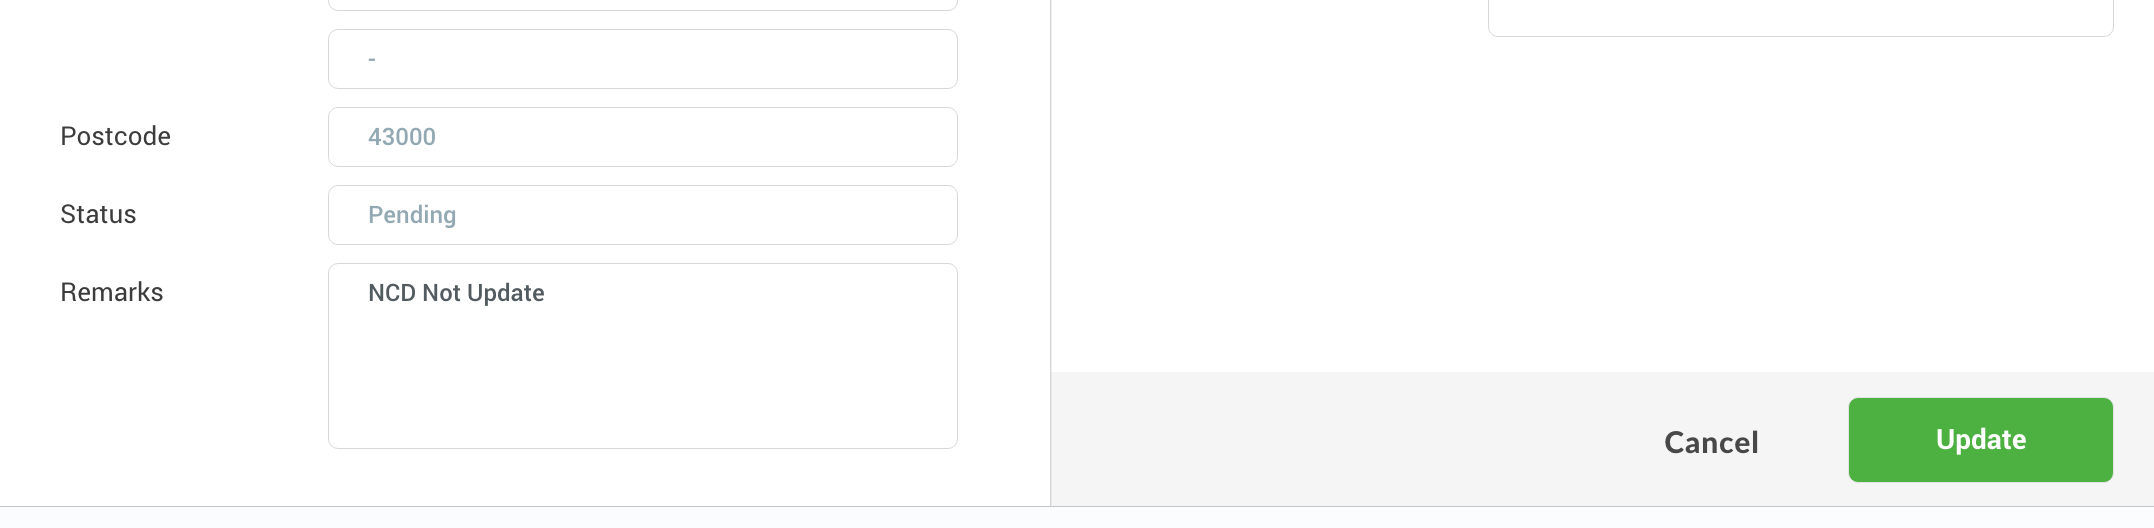 -
Postcode
43000
Status
Pending
Remarks
NCD Not Update
Cancel
Update